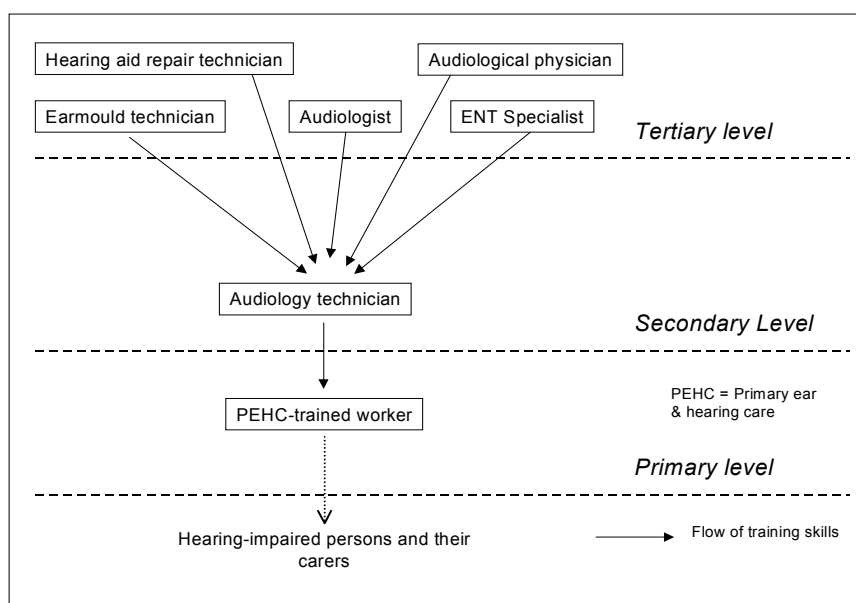 Hearing aid repair technician
Audiological physician
Earmould technician
Audiologist
ENT Specialist
Tertiary level
Audiology technician
Secondary Level
PEHC-trained worker
PEHC = Primary ear
& hearing care
Primary level
Hearing-impaired persons and their
carers
Flow of training skills